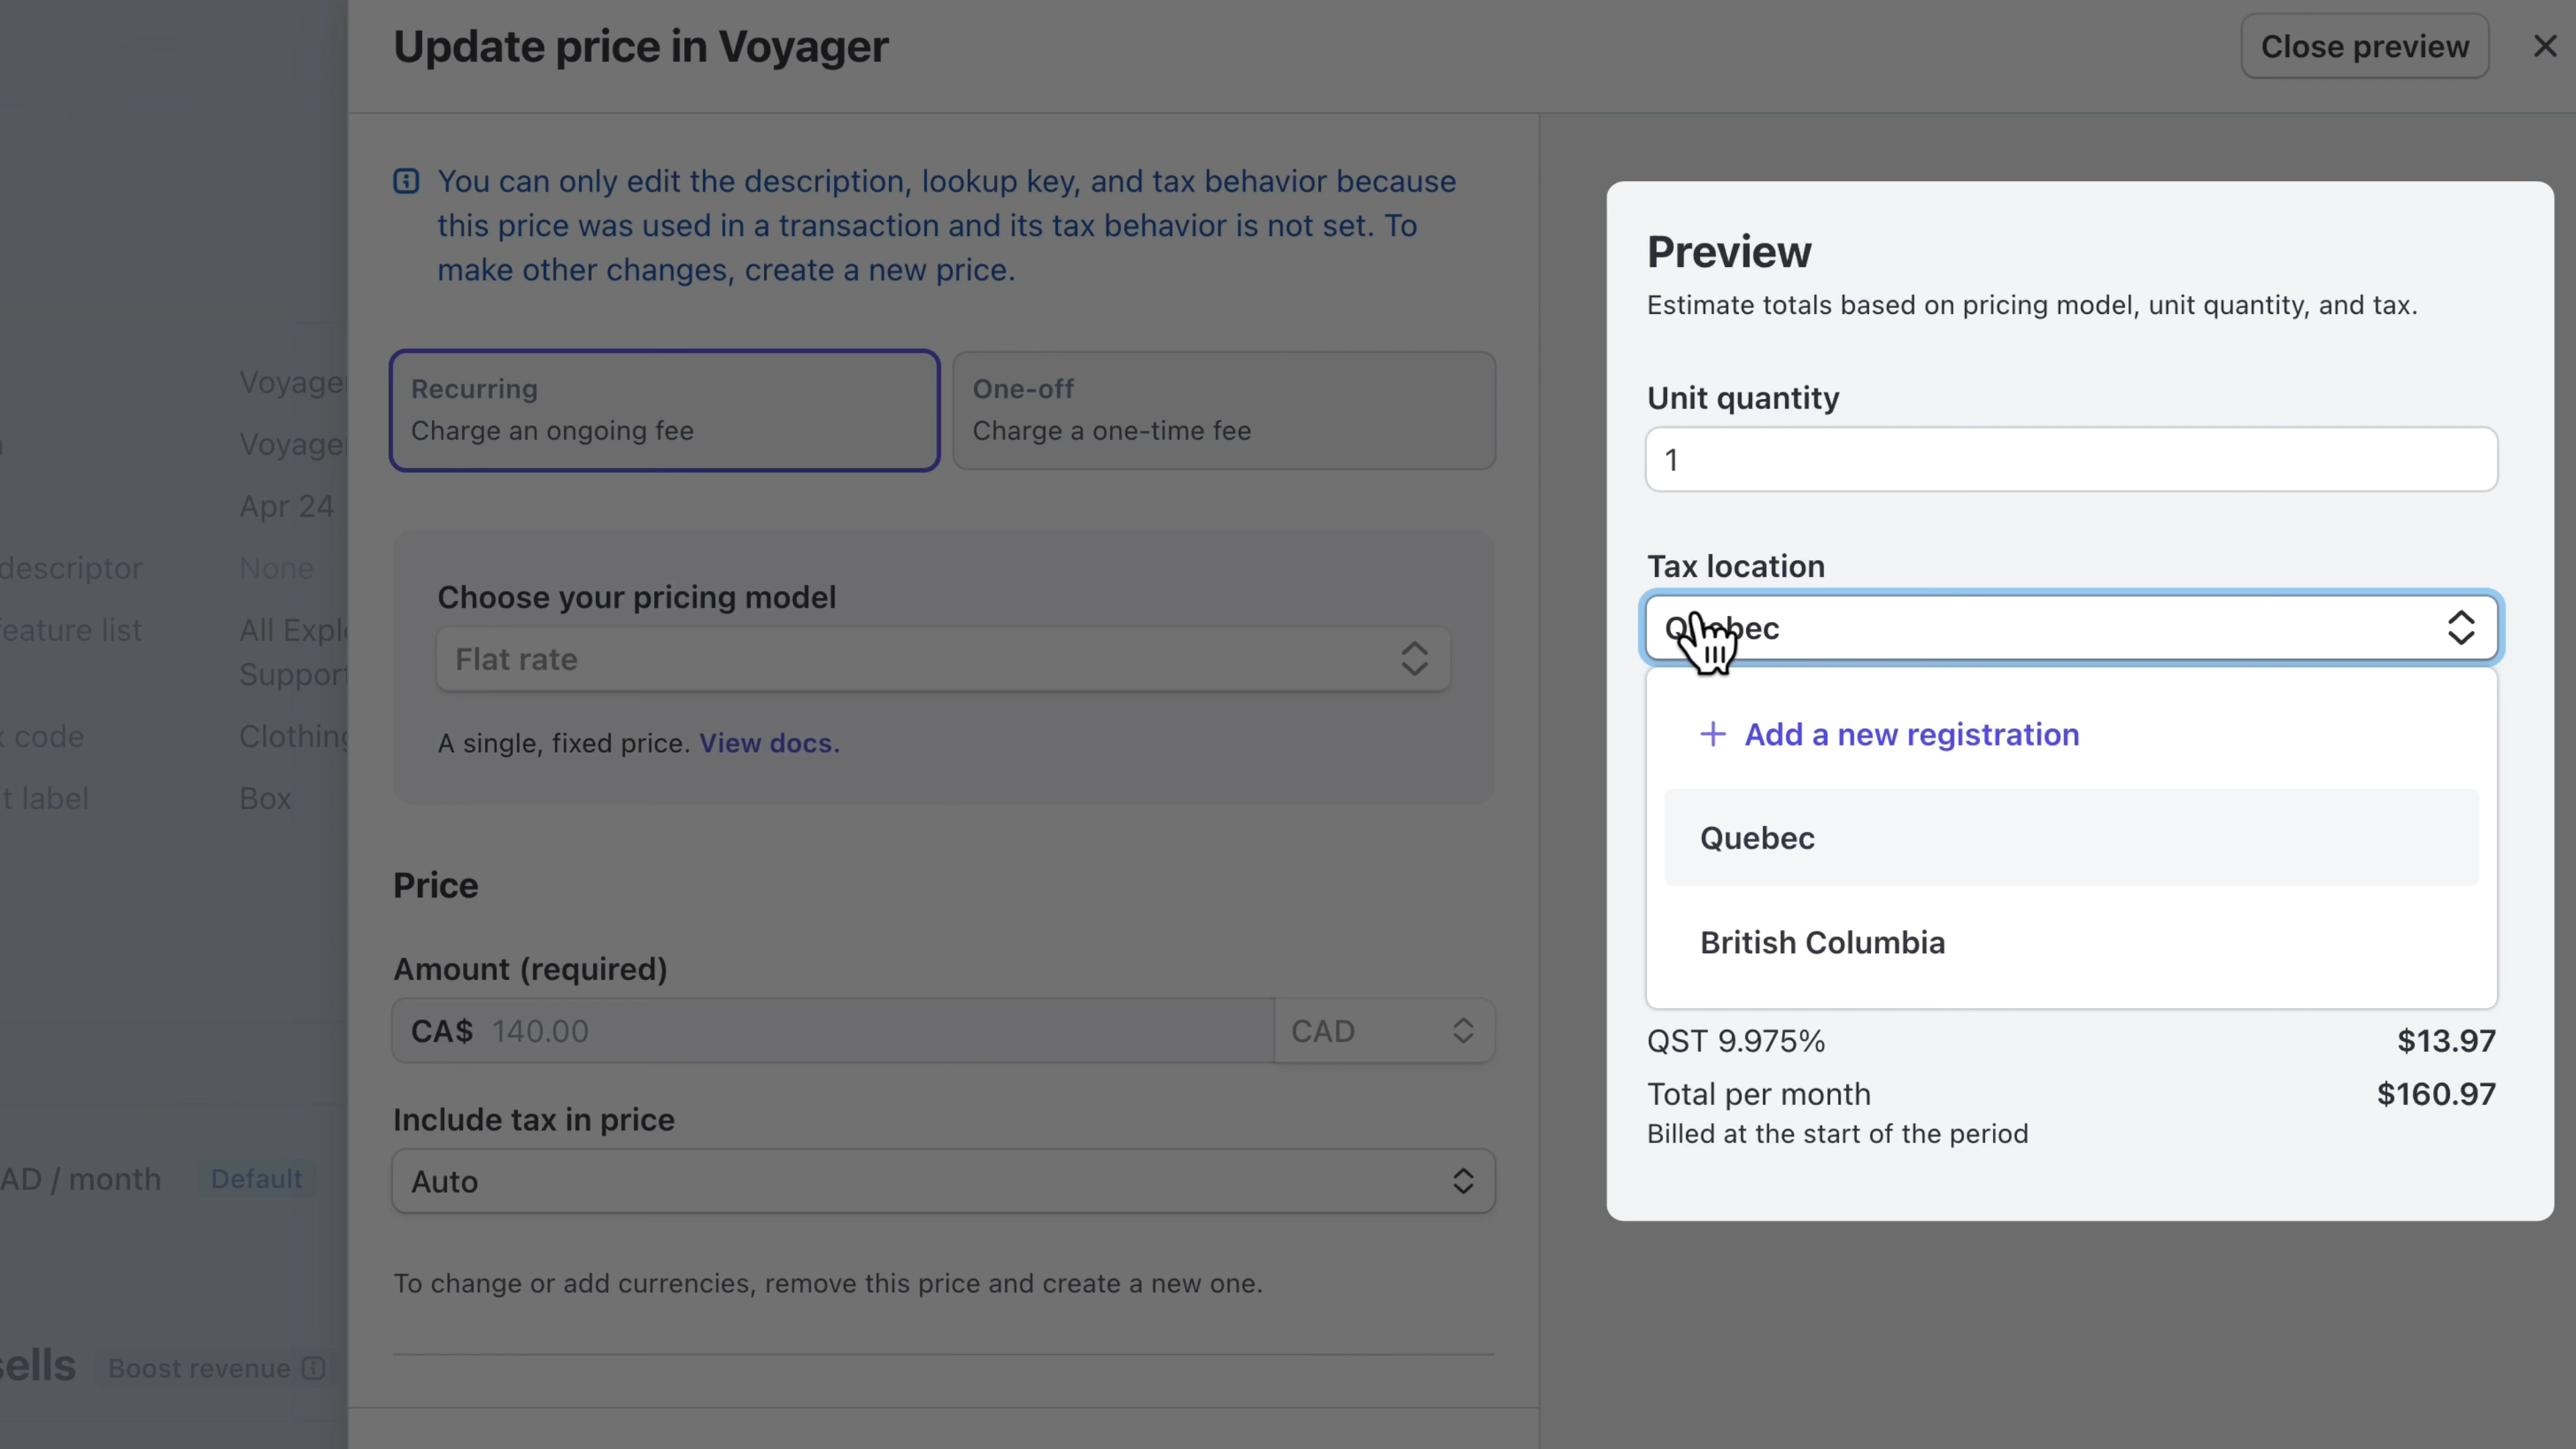 Update price in Voyager
Close preview
You can only edit the description, lookup key, and tax behavior because
this price was used in a transaction and its tax behavior is not set. To
make other changes, create a new price.
Recurring
Charge an ongoing fee
One-off
Charge a one-time fee
Choose your pricing model
Flat rate
A single, fixed price. View docs.
Price
Amount (required)
CA$ 140.00
CAD
Include tax in price
Auto
To change or add currencies, remove this price and create a new one.
Preview
Estimate totals based on pricing model, unit quantity, and tax.
Unit quantity
1
Tax location
Quebec
+ Add a new registration
Quebec
British Columbia
QST 9.975% $13.97
Total per month $160.97
Billed at the start of the period
Apr 24
descriptor None
feature list All
code
label Box
AD / month Default
sells Boost revenue